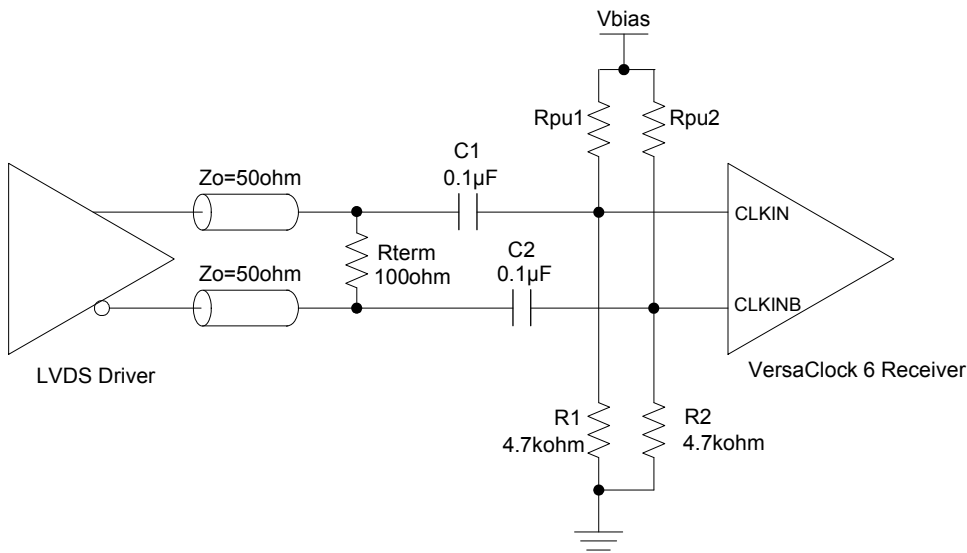 Vbias
Rpu1
Rpu2
C1
0.1µF
Zo=50ohm
CLKIN
Rterm
100ohm
C2
0.1µF
Zo=50ohm
CLKINB
LVDS Driver
VersaClock 6 Receiver
R1
4.7kohm
R2
4.7kohm